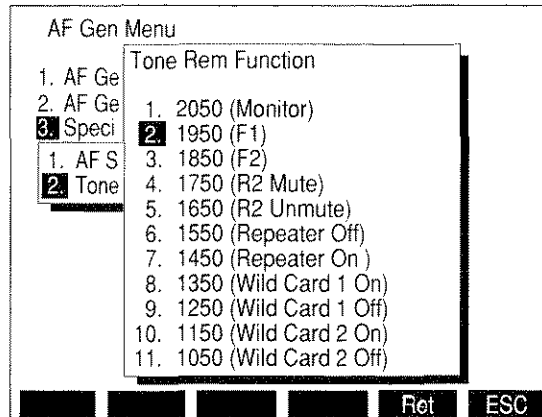 AF Gen Menu
1. AF Ge
2. AF Ge
3. Speci
1. AF S
2. Tone
Tone Rem Function
1. 2050 (Monitor)
2. 1950 (F1)
3. 1850 (F2)
4. 1750 (R2 Mute)
5. 1650 (R2 Unmute)
6. 1550 (Repeater Off)
7. 1450 (Repeater On )
8. 1350 (Wild Card 1 On)
9. 1250 (Wild Card 1 Off)
10. 1150 (Wild Card 2 On)
11. 1050 (Wild Card 2 Off)
Ret ESC